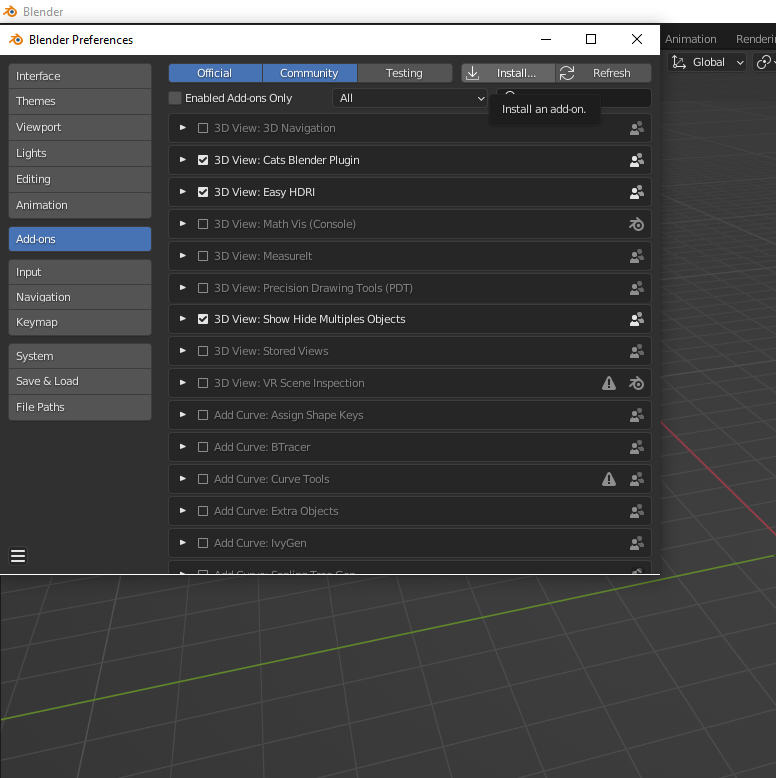 Blender
Blender Preferences
Animation
Renderin
Global
Interface
Themes
Viewport
Lights
Editing
Animation
Add-ons
Input
Navigation
Keymap
System
Save & Load
File Paths
Official Community Testing Install... Refresh
Enabled Add-ons Only All
Install an add-on.
3D View: 3D Navigation
3D View: Cats Blender Plugin
3D View: Easy HDRI
3D View: Math Vis (Console)
3D View: MeasureIt
3D View: Precision Drawing Tools (PDT)
3D View: Show Hide Multiples Objects
3D View: Stored Views
3D View: VR Scene Inspection
Add Curve: Assign Shape Keys
Add Curve: BTracer
Add Curve: Curve Tools
Add Curve: Extra Objects
Add Curve: IvyGen
Add Curve: Sapling Tree Gen